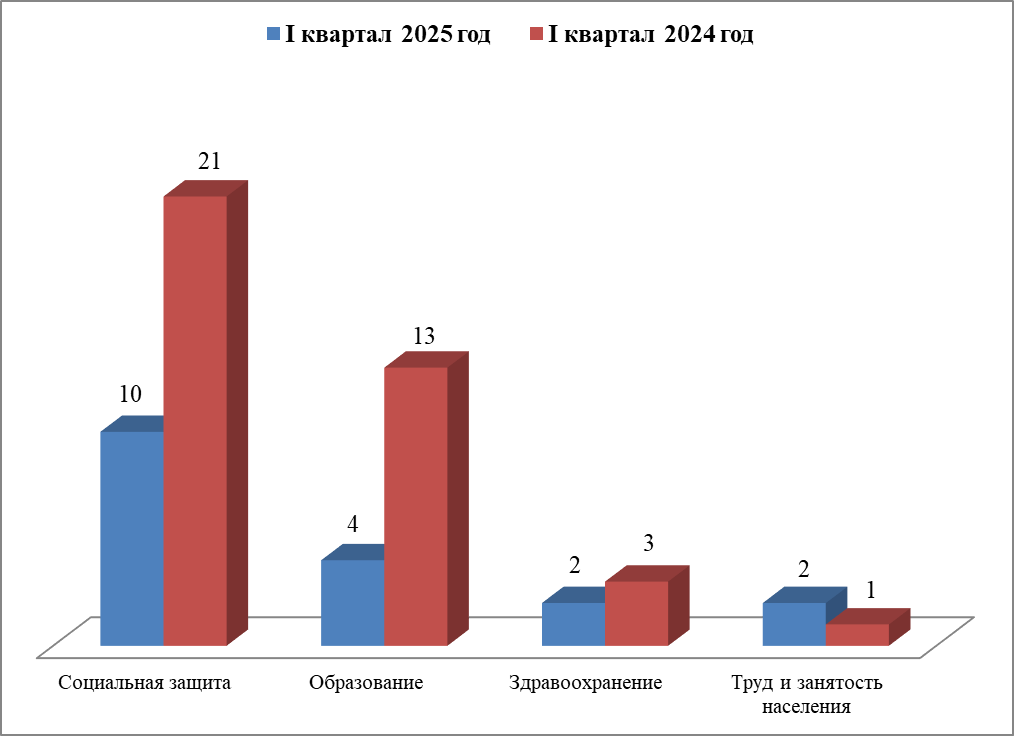 I квартал 2025 год I квартал 2024 год
21
13
10
4
3
2
2
1
Социальная защита Образование Здравоохранение Труд и занятость
населения